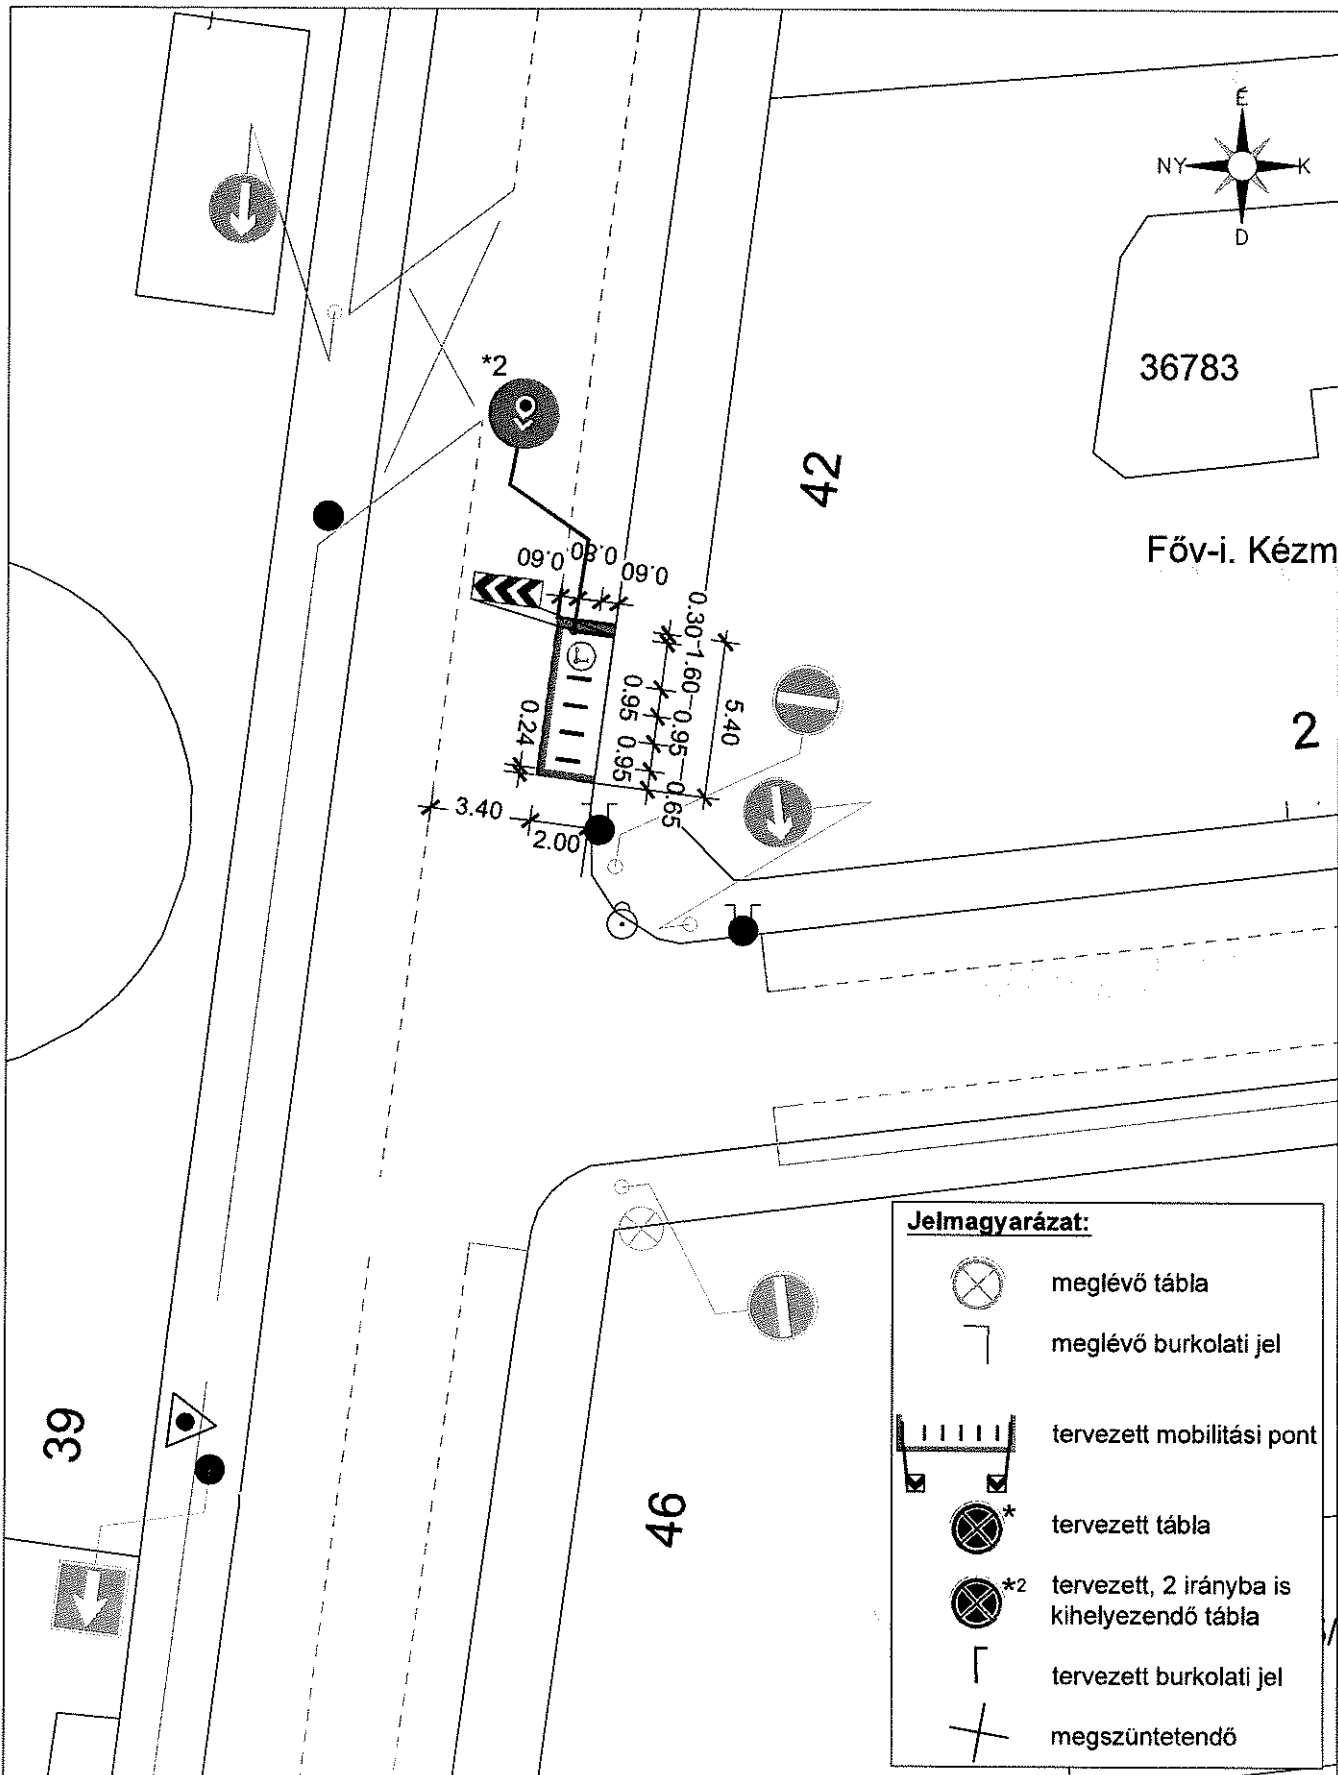 É
NY K
D
*2
36783
42
Főv-i. Kézm
0.60
0.80
0.60
0.30
1.60
0.95
0.95
0.95
0.65
5.40
0.24
3.40
2.00
2
39
46
Jelmagyarázat:
meglévő tábla
meglévő burkolati jel
tervezett mobilitási pont
* tervezett tábla
*2 tervezett, 2 irányba is
kihelyezendő tábla
tervezett burkolati jel
megszüntetendő